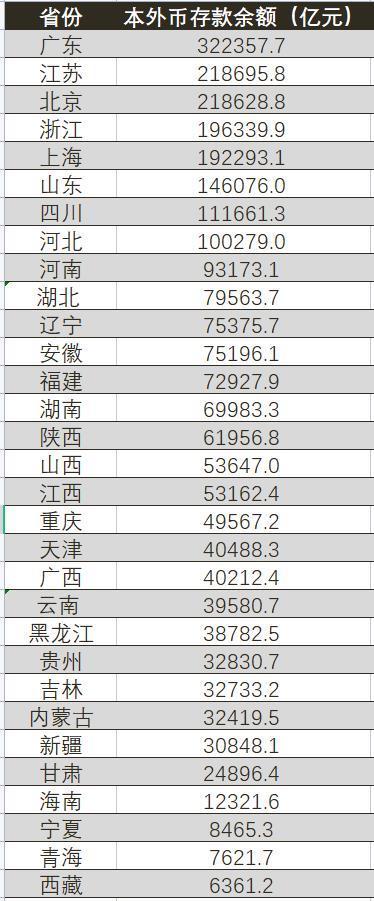 省份 本外币存款余额（亿元）
广东 322357.7
江苏 218695.8
北京 218628.8
浙江 196339.9
上海 192293.1
山东 146076.0
四川 111661.3
河北 100279.0
河南 93173.1
湖北 79563.7
辽宁 75375.7
安徽 75196.1
福建 72927.9
湖南 69983.3
陕西 61956.8
山西 53647.0
江西 53162.4
重庆 49567.2
天津 40488.3
广西 40212.4
云南 39580.7
黑龙江 38782.5
贵州 32830.7
吉林 32733.2
内蒙古 32419.5
新疆 30848.1
甘肃 24896.4
海南 12321.6
宁夏 8465.3
青海 7621.7
西藏 6361.2